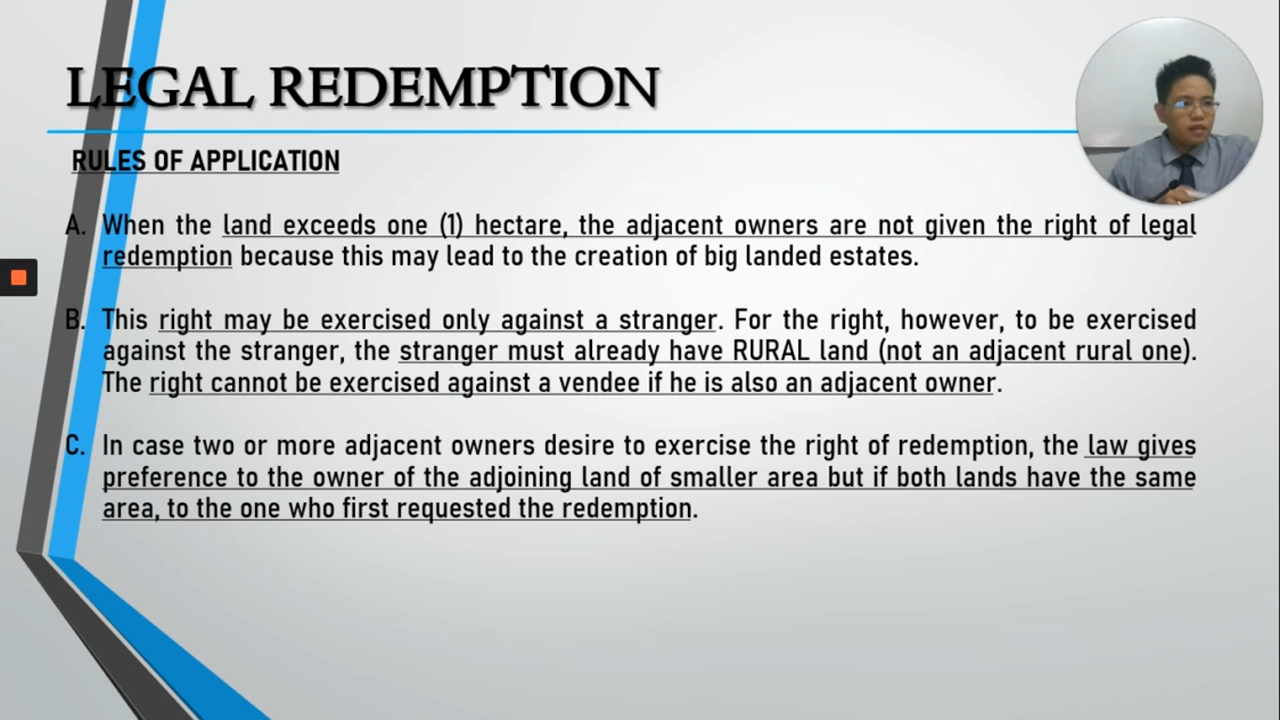 LEGAL REDEMPTION
RULES OF APPLICATION
A. When the land exceeds one (1) hectare, the adjacent owners are not given the right of legal
redemption because this may lead to the creation of big landed estates.
B. This right may be exercised only against a stranger. For the right, however, to be exercised
against the stranger, the stranger must already have RURAL land (not an adjacent rural one).
The right cannot be exercised against a vendee if he is also an adjacent owner.
C. In case two or more adjacent owners desire to exercise the right of redemption, the law gives
preference to the owner of the adjoining land of smaller area but if both lands have the same
area, to the one who first requested the redemption.